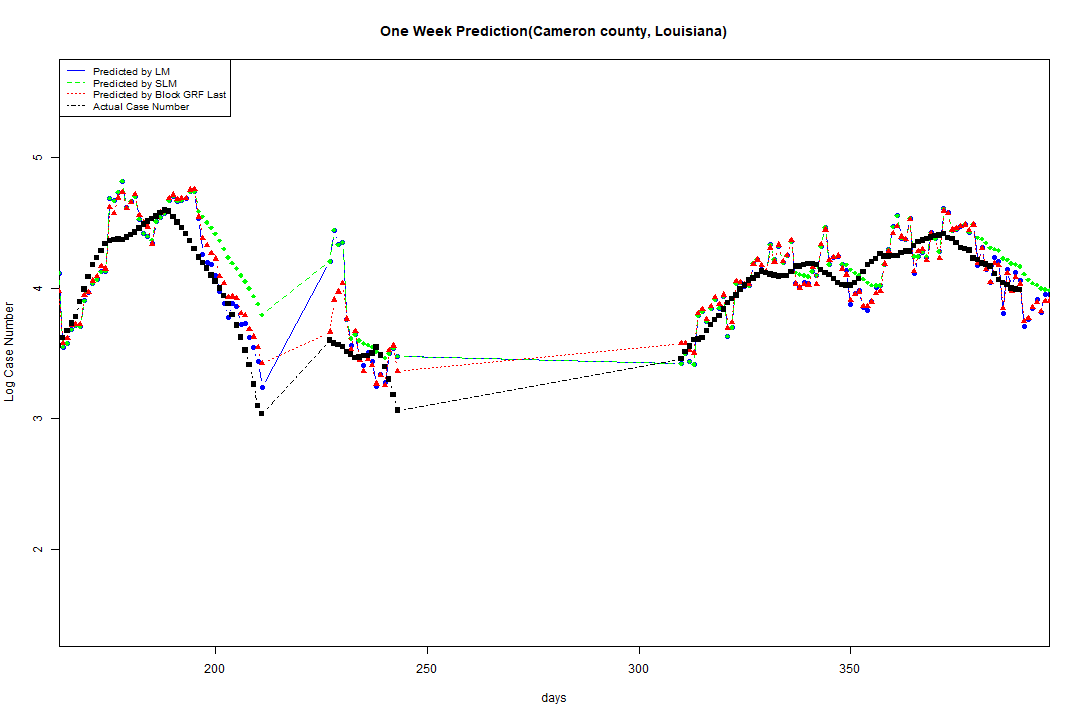 One Week Prediction(Cameron county, Louisiana)
Predicted by LM
Predicted by SLM
Predicted by Block GRF Last
Actual Case Number
5
4
3
2
Log Case Number
200 250 300 350
days